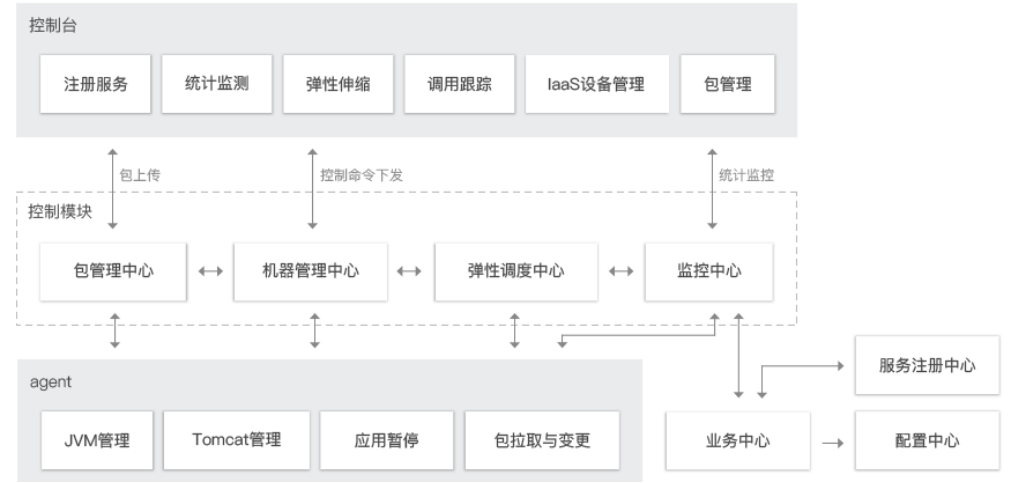 控制台
注册服务 统计监测 弹性伸缩 调用跟踪 IaaS设备管理 包管理
包上传 控制命令下发 统计监控
控制模块
包管理中心 机器管理中心 弹性调度中心 监控中心
服务注册中心
agent
JVM管理 Tomcat管理 应用暂停 包拉取与变更 业务中心 配置中心